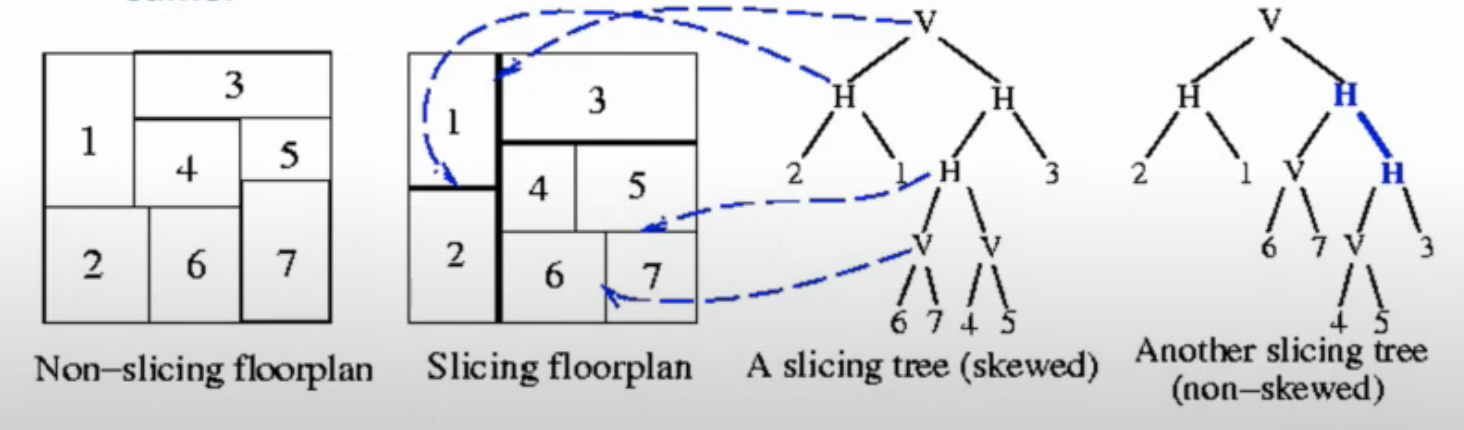 1
3
4
5
2
6
7
Non-slicing floorplan
1
3
4
5
2
6
7
Slicing floorplan
V
H H
2 1 H 3
V V
6 7 4 5
A slicing tree (skewed)
V
H H
2 1 V H
6 7 V 3
4 5
Another slicing tree
(non-skewed)